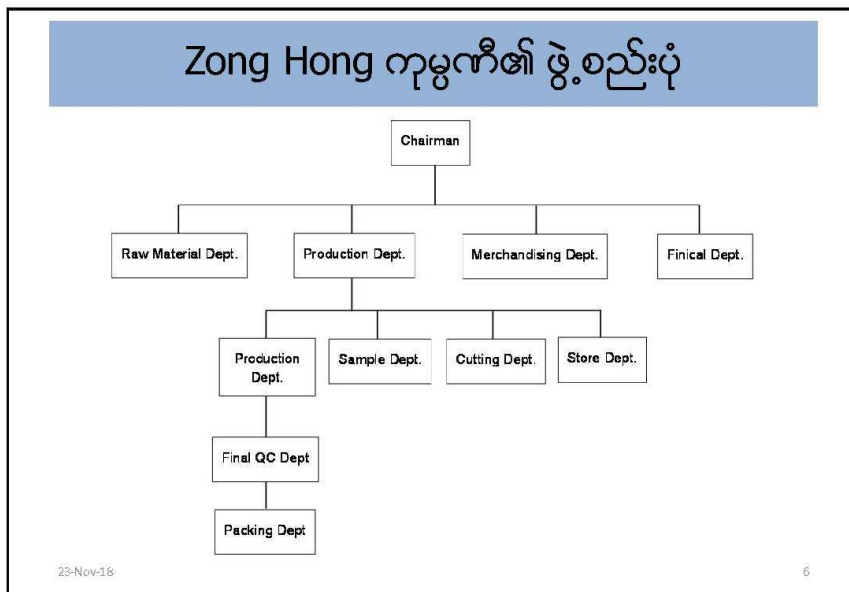 Zong Hong ကုမ္ပဏီ၏ ဖွဲ့စည်းပုံ
Chairman
Raw Material Dept.
Production Dept.
Merchandising Dept.
Finical Dept.
Production
Dept.
Sample Dept.
Cutting Dept.
Store Dept.
Final QC Dept
Packing Dept
23-Nov-18
6